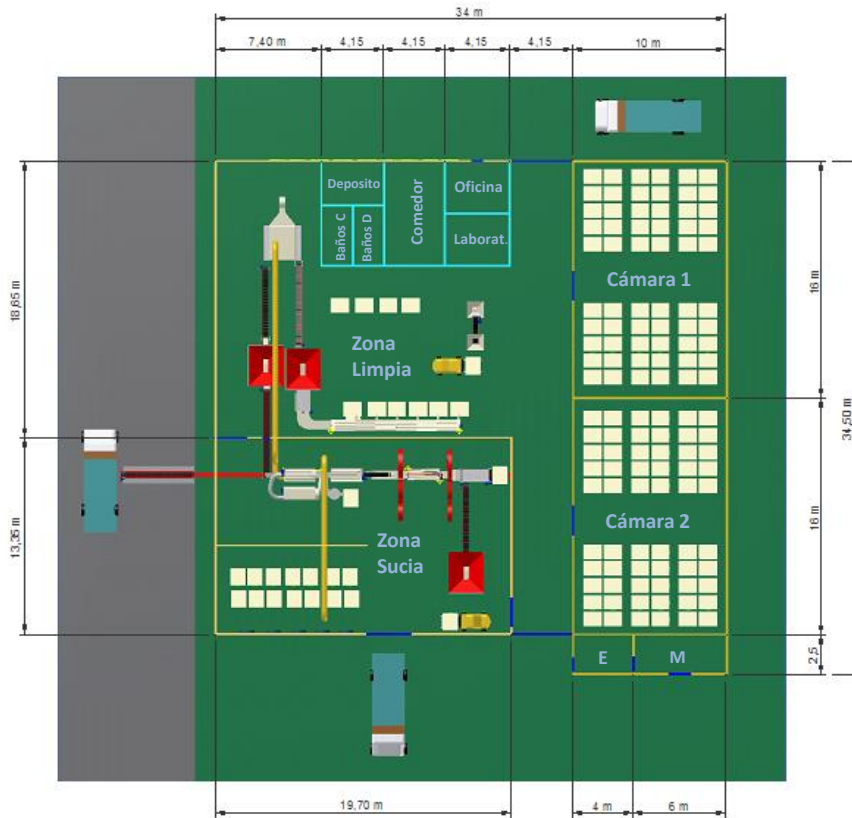 34 m
7,40 m
4,15
4,15
4,15
4,15
10 m
Deposito
Baños C
Baños D
Comedor
Oficina
Laborat.
Cámara 1
18,65 m
16 m
Zona
Limpia
34,50 m
Cámara 2
13,35 m
16 m
Zona
Sucia
E
M
2,5
19,70 m
4 m
6 m